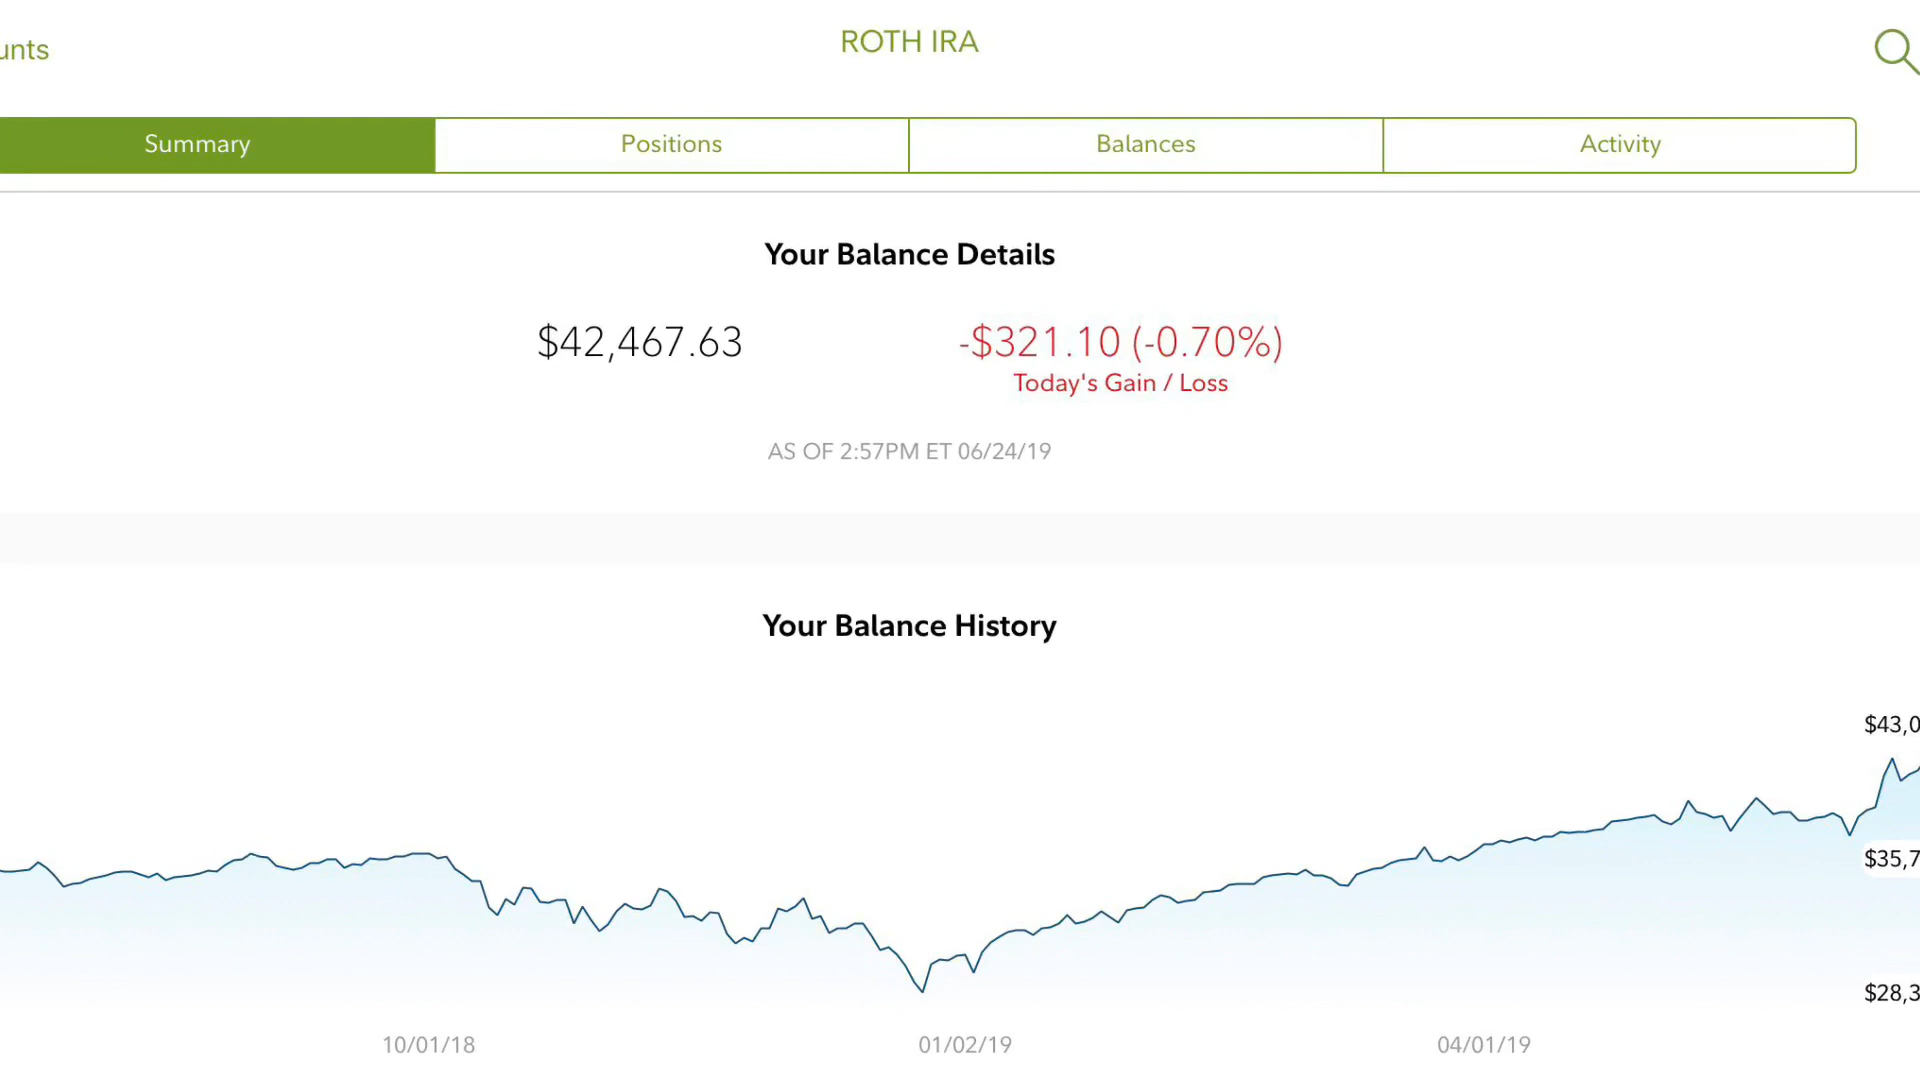 unts
ROTH IRA
Summary
Positions
Balances
Activity
Your Balance Details
$42,467.63
-$321.10 (-0.70%)
Today's Gain / Loss
AS OF 2:57PM ET 06/24/19
Your Balance History
$43,0
$35,7
$28,3
10/01/18
01/02/19
04/01/19